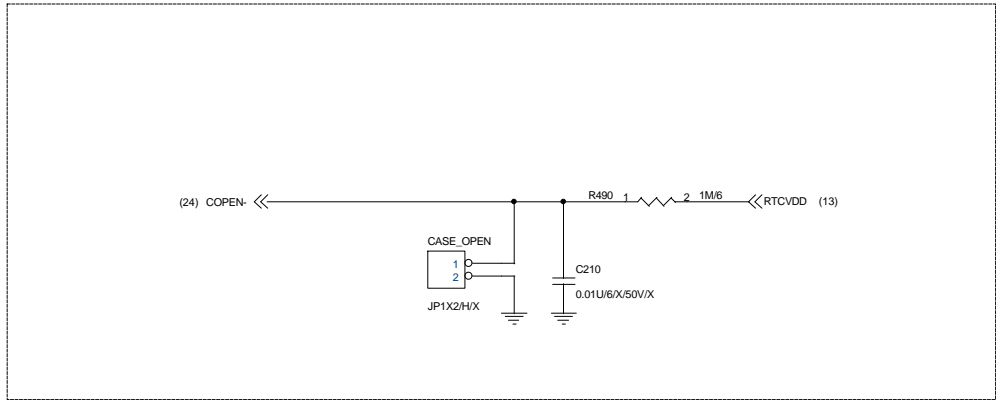 R490 1 2 1M/6
(24) COPEN- RTCVDD (13)
CASE_OPEN
1
2
C210
0.01U/6/X/50V/X
JP1X2/H/X